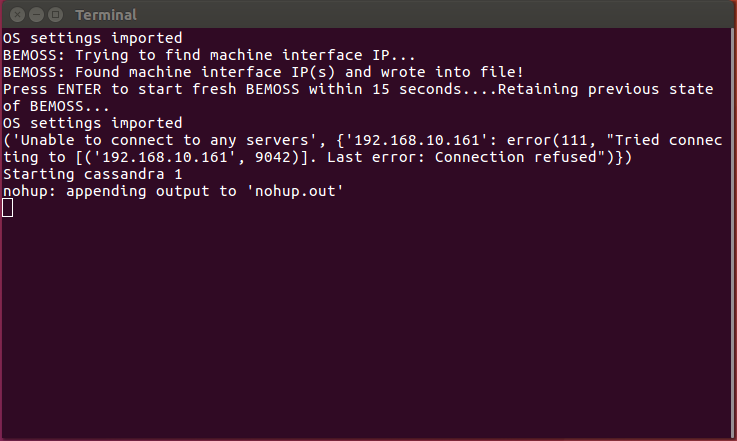 Terminal
OS settings imported
BEMOSS: Trying to find machine interface IP...
BEMOSS: Found machine interface IP(s) and wrote into file!
Press ENTER to start fresh BEMOSS within 15 seconds....Retaining previous state
of BEMOSS...
OS settings imported
('Unable to connect to any servers', {'192.168.10.161': error(111, "Tried connec
ting to [('192.168.10.161', 9042)]. Last error: Connection refused")})
Starting cassandra 1
nohup: appending output to 'nohup.out'